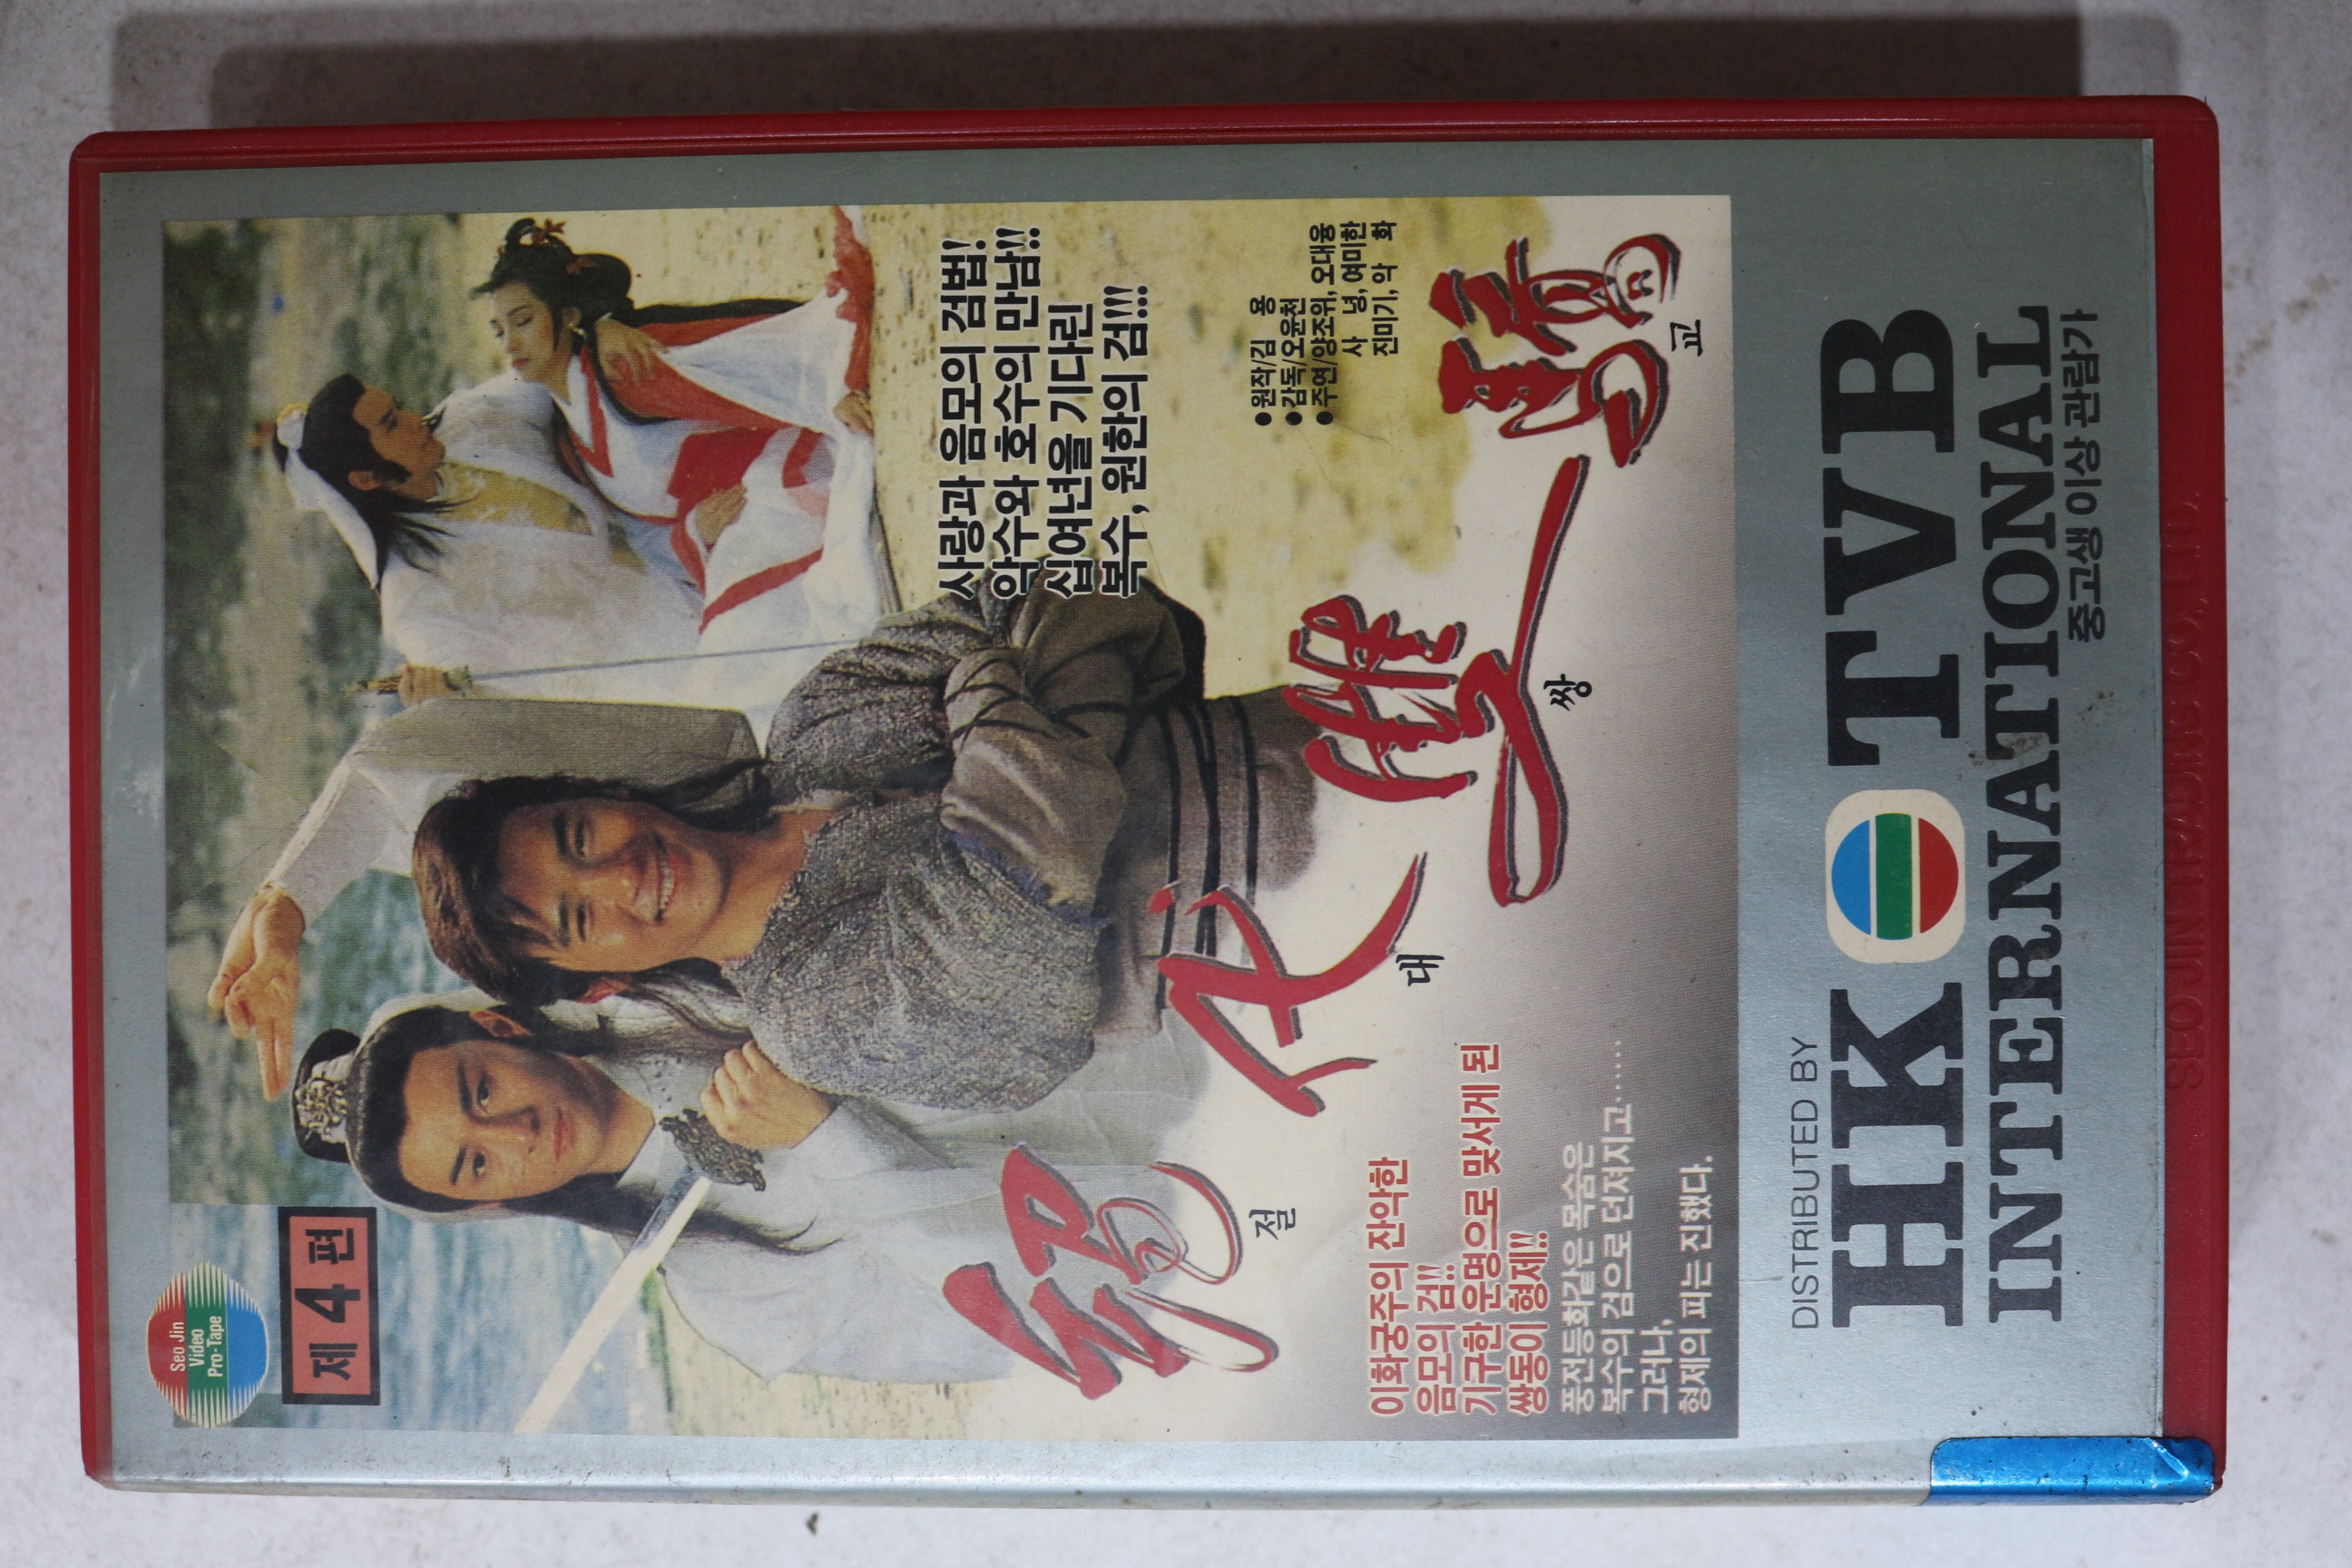 Seo Jin
Video
Pro-Tape
제 4 편
사랑과 음모의 검법!
악수와 호수의 만남!!
십여년을 기다린
복수, 원한의 검!!!
●원작/김 용
●감독/오윤천
●주연/양조위, 오대융
사 녕, 여미한
진미기, 악 화
絕代雙驕
절 대 쌍 교
이화궁주의 잔악한
음모의 검!!
기구한 운명으로 맞서게 된
쌍동이 형제!!
풍전등화같은 목숨은
복수의 검으로 던져지고……
그러나,
형제의 피는 진했다.
DISTRIBUTED BY
HK TVB
INTERNATIONAL
중고생 이상 관람가
SEO JIN TRADING CO., LTD.